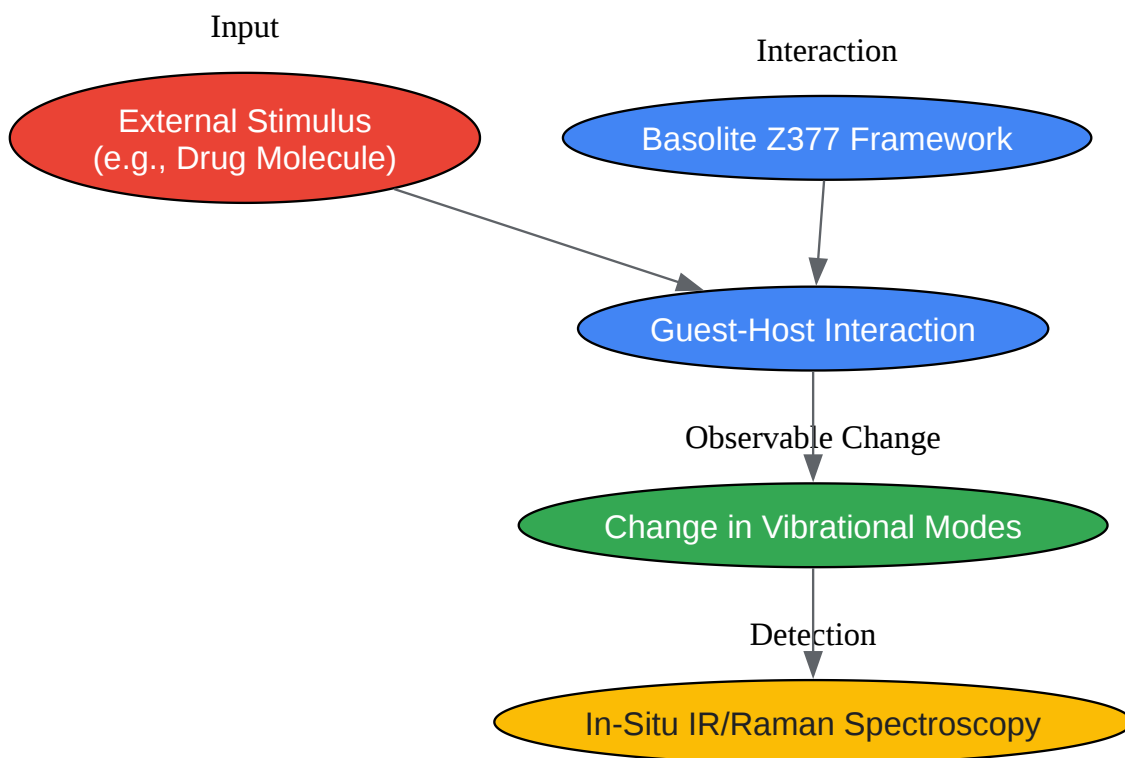 Input
Interaction
External Stimulus
(e.g., Drug Molecule)
Basolite Z377 Framework
Guest-Host Interaction
Observable Change
Change in Vibrational Modes
Detection
In-Situ IR/Raman Spectroscopy